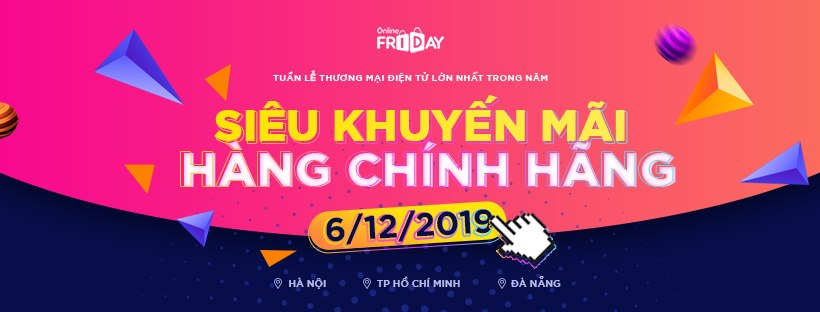 Online
FRIDAY
TUẦN LỄ THƯƠNG MẠI ĐIỆN TỬ LỚN NHẤT TRONG NĂM
SIÊU KHUYẾN MÃI
HÀNG CHÍNH HÃNG
6/12/2019
HÀ NỘI TP HỒ CHÍ MINH ĐÀ NẴNG